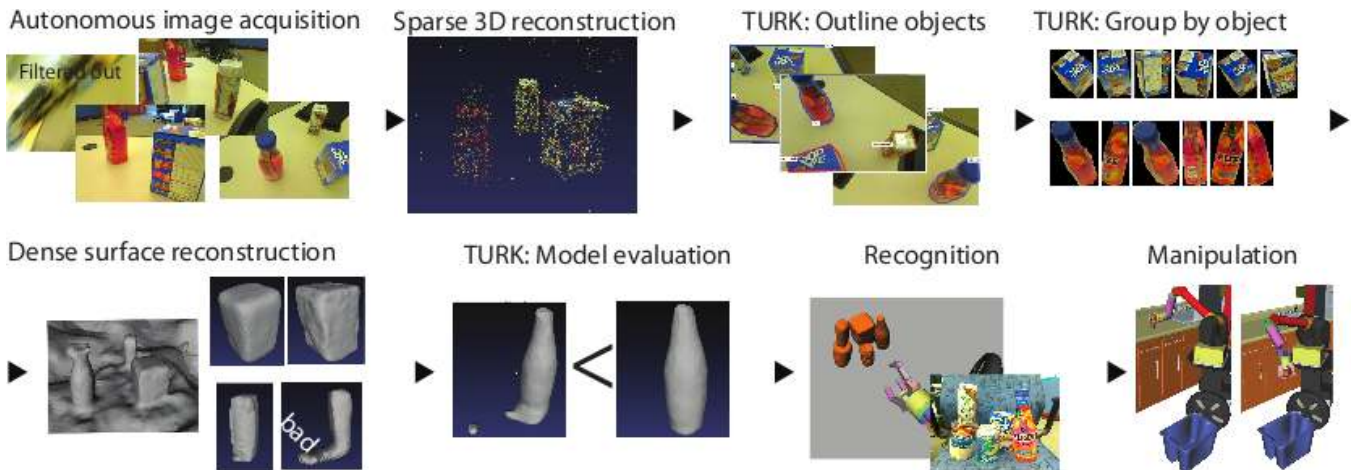 Autonomous image acquisition
Sparse 3D reconstruction
TURK: Outline objects
TURK: Group by object
Filtered out
Dense surface reconstruction
TURK: Model evaluation
Recognition
Manipulation
bad
<